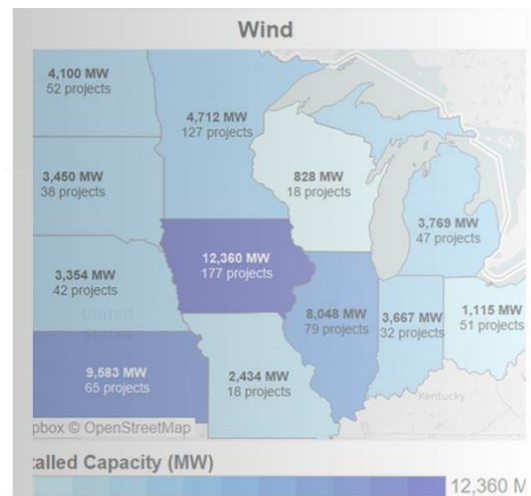 Wind
4,100 MW
52 projects
4,712 MW
127 projects
828 MW
18 projects
3,450 MW
38 projects
3,769 MW
47 projects
12,360 MW
177 projects
3,354 MW
42 projects
8,048 MW
79 projects
3,667 MW
32 projects
1,115 MW
51 projects
United
States
9,583 MW
65 projects
2,434 MW
18 projects
Kentucky
pbox © OpenStreetMap
talled Capacity (MW)
12,360 M